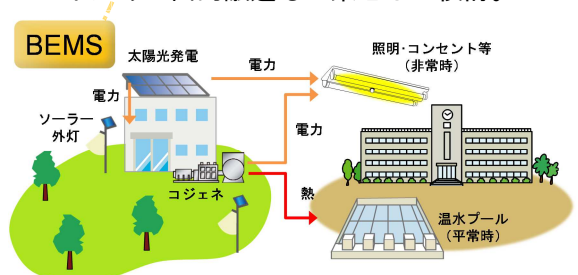 BEMS
太陽光発電
電力
照明・コンセント等
(非常時)
電力
ソーラー
外灯
電力
コジェネ
熱
温水プール
(平常時)